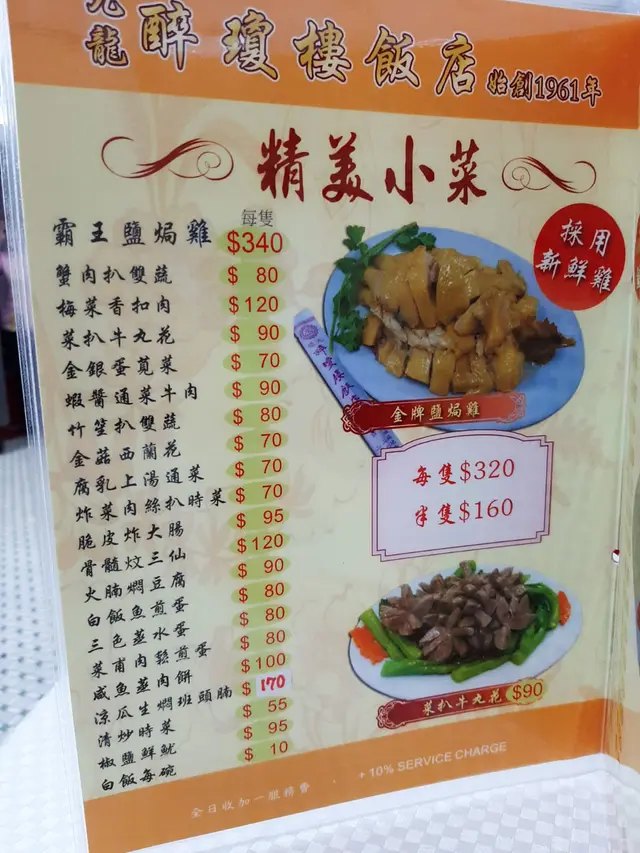 九龍 醉瓊樓飯店 始創1961年
精美小菜
每隻
霸王鹽焗雞 $340
蟹肉扒雙蔬 $ 80
梅菜香扣肉 $120
菜扒牛丸花 $ 90
金銀蛋莧菜 $ 70
蝦醬通菜牛肉 $ 90
竹笙扒雙蔬 $ 80
金菇西蘭花 $ 70
腐乳上湯通菜 $ 70
炸菜肉絲扒時菜 $ 70
脆皮炸大腸 $ 95
骨髓炆三仙 $120
火腩燜豆腐 $ 90
白飯魚煎蛋 $ 80
三色蒸水蛋 $ 80
菜甫肉鬆煎蛋 $ 80
咸魚蒸肉餅 $100
涼瓜生燜班頭腩 $ 170
清炒時菜 $ 55
椒鹽鮮魷 $ 95
白飯每碗 $ 10
採用
新鮮雞
金牌鹽焗雞
每隻$320
半隻$160
菜扒牛丸花 $90
全日收加一服務費 . +10% SERVICE CHARGE